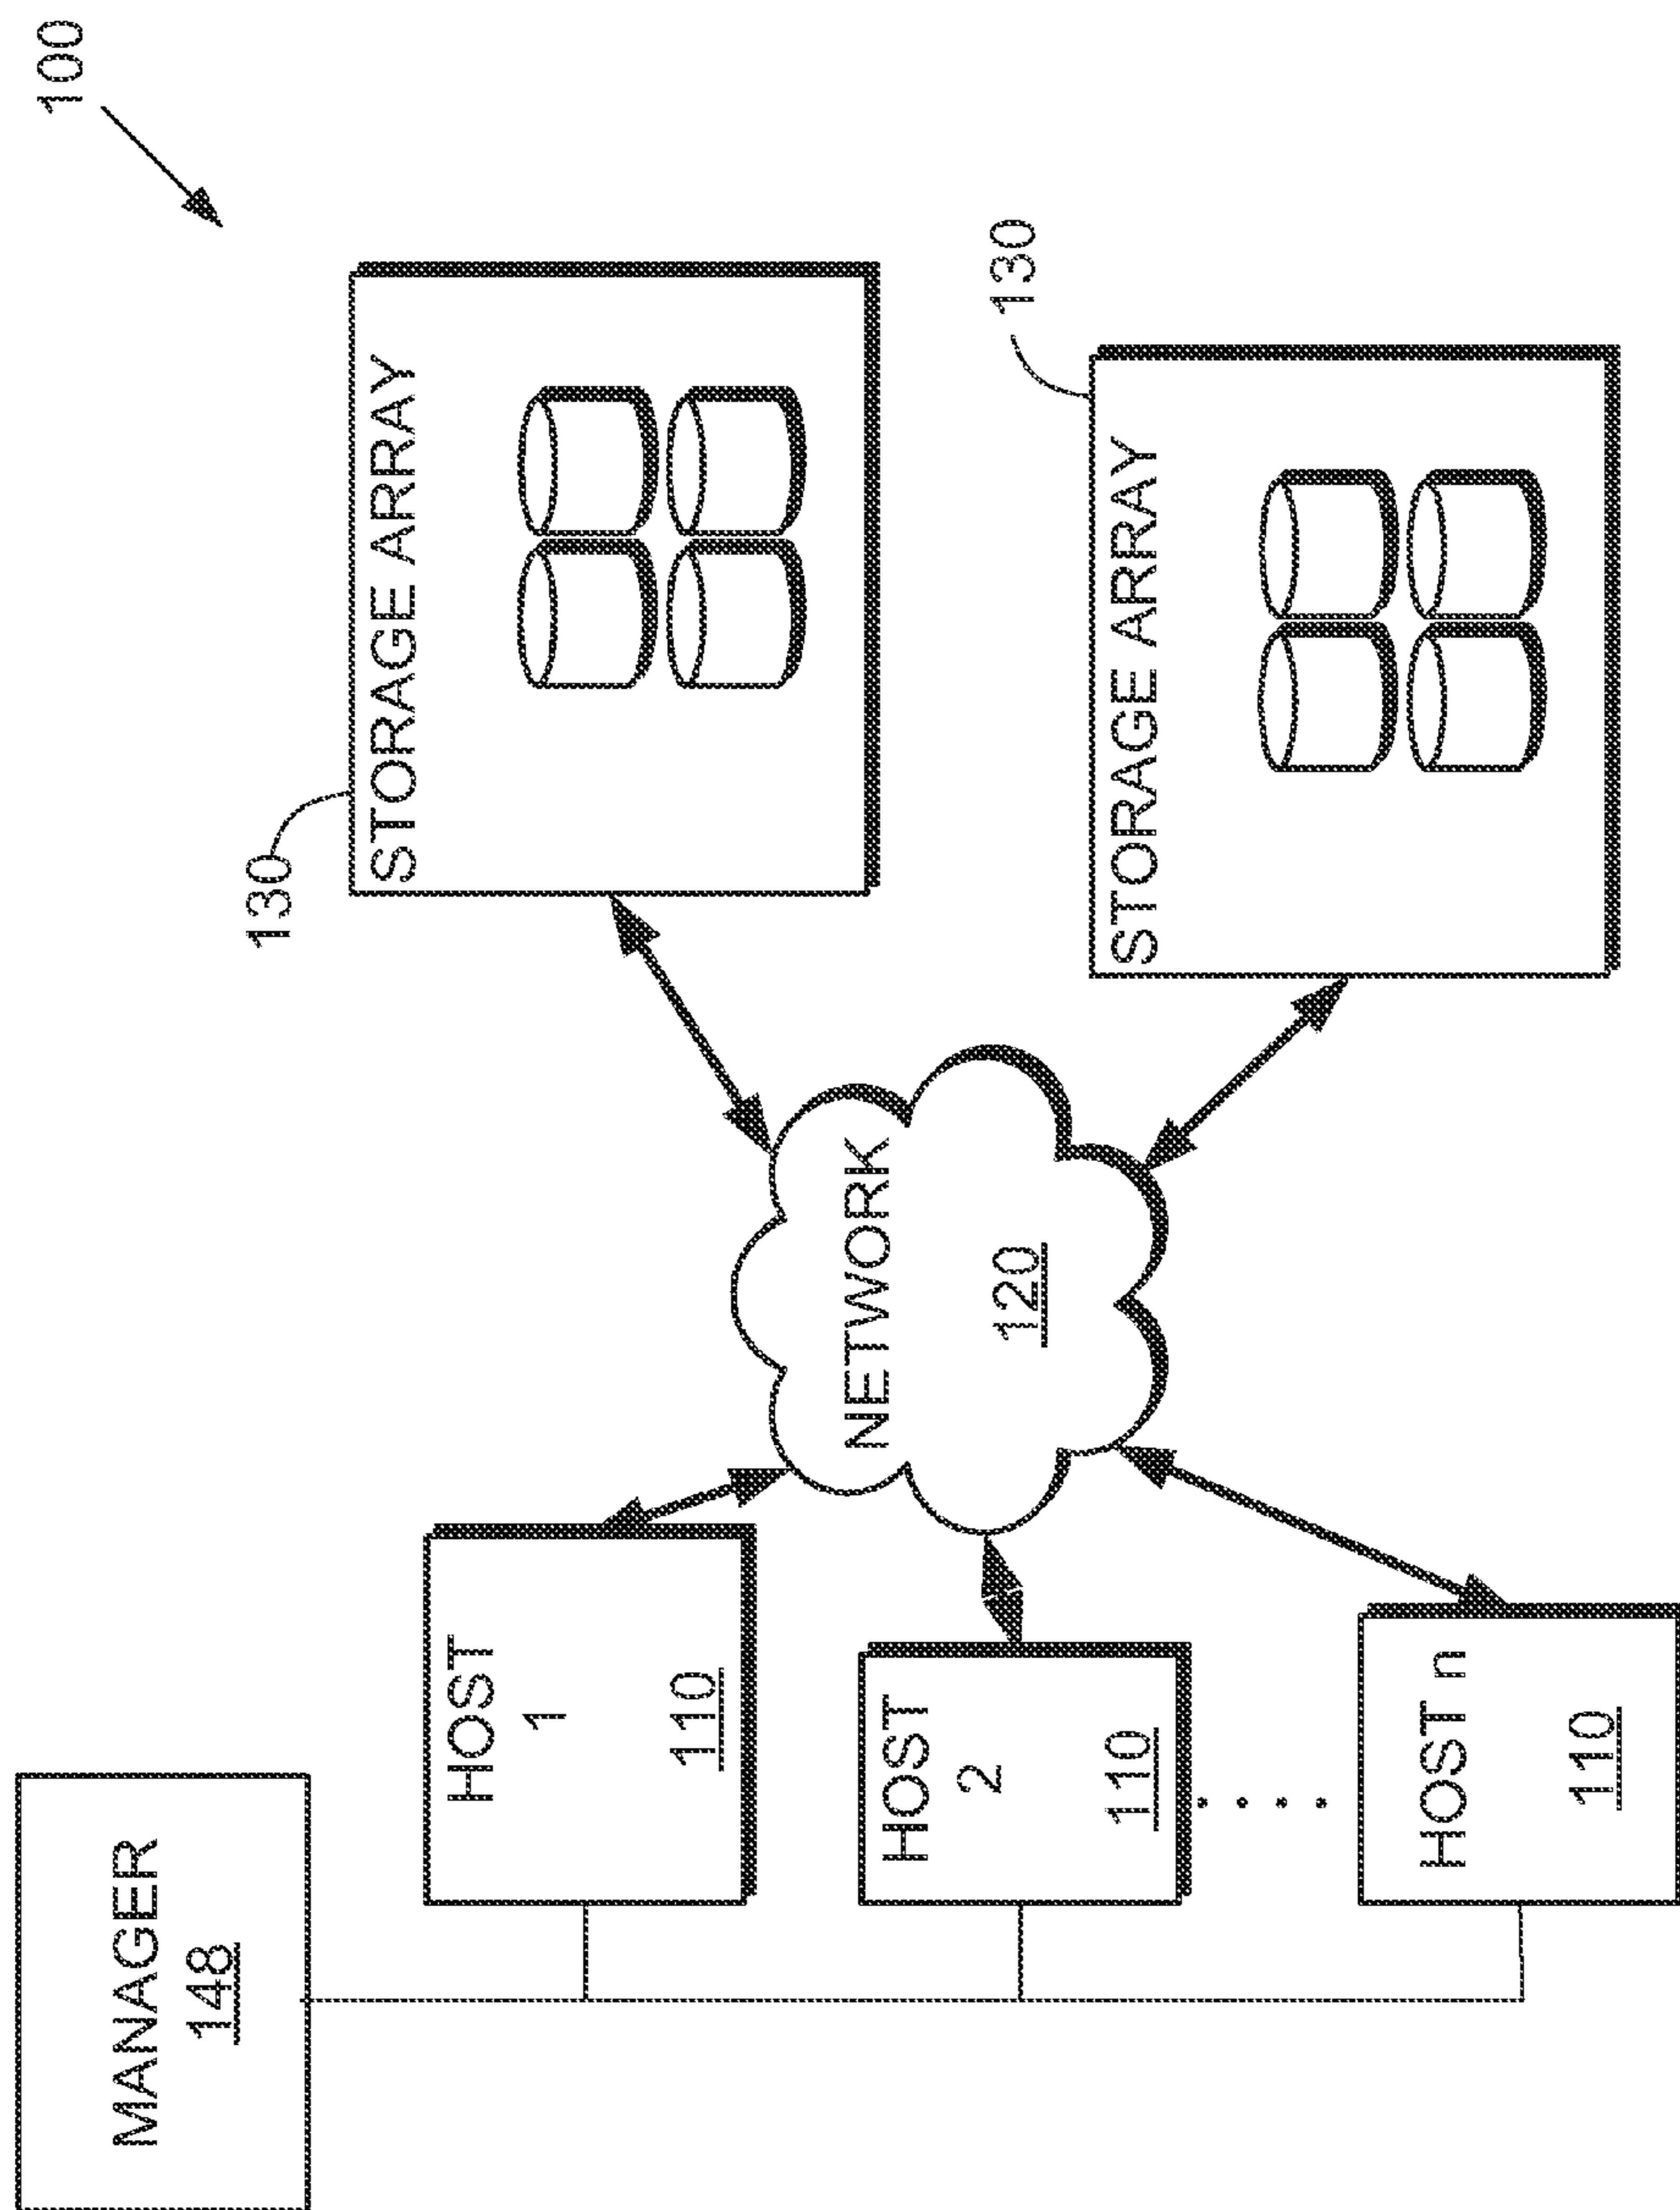 100
MANAGER
148
HOST
1
110
HOST
2
110
HOST n
110
NETWORK
120
130
STORAGE ARRAY
130
STORAGE ARRAY